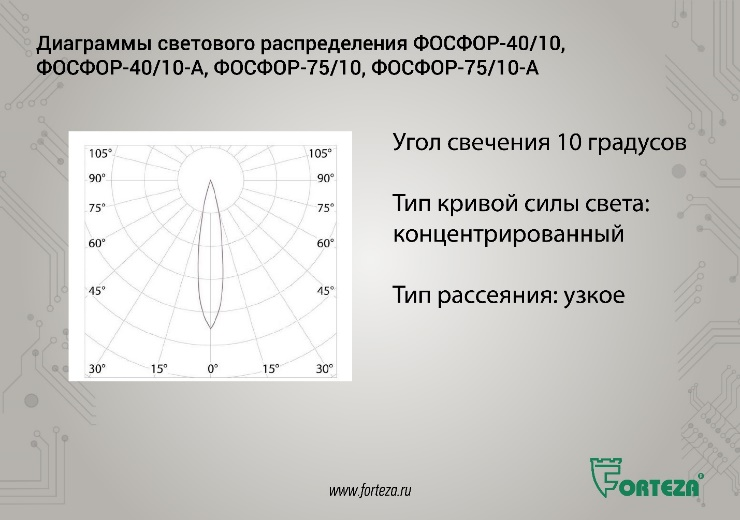 Диаграммы светового распределения ФОСФОР-40/10,
ФОСФОР-40/10-А, ФОСФОР-75/10, ФОСФОР-75/10-А
105° 105°
90° 90°
75° 75°
60° 60°
45° 45°
30° 15° 0° 15° 30°
Угол свечения 10 градусов
Тип кривой силы света:
концентрированный
Тип рассеяния: узкое
www.forteza.ru
FORTEZA